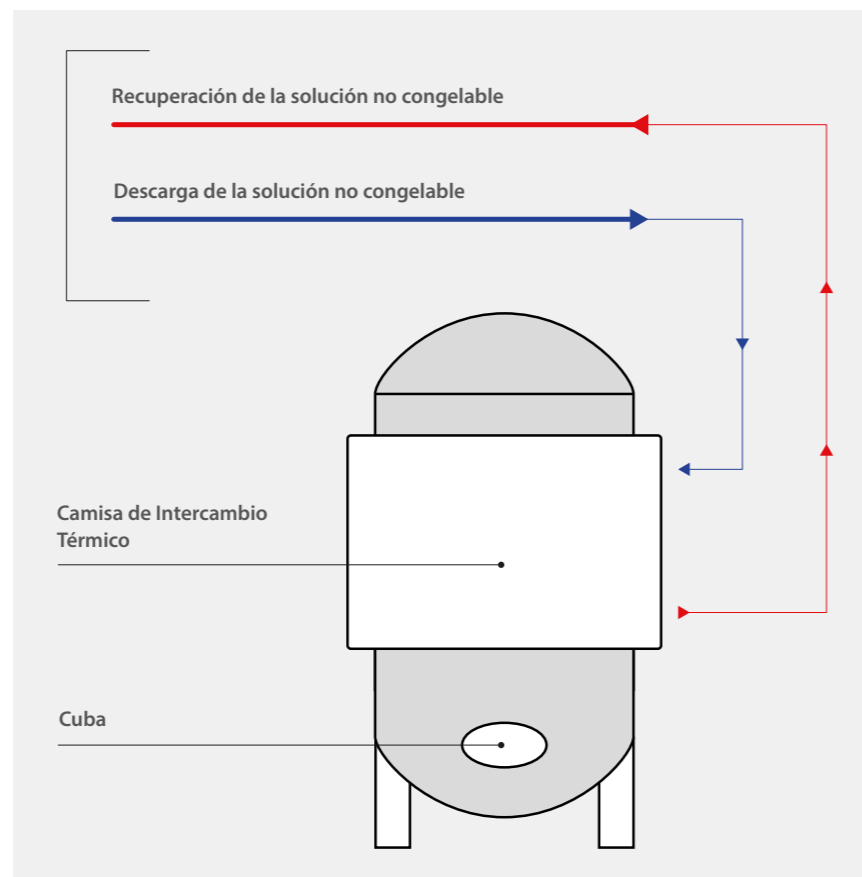 Recuperación de la solución no congelable
Descarga de la solución no congelable
Camisa de Intercambio
Térmico
Cuba